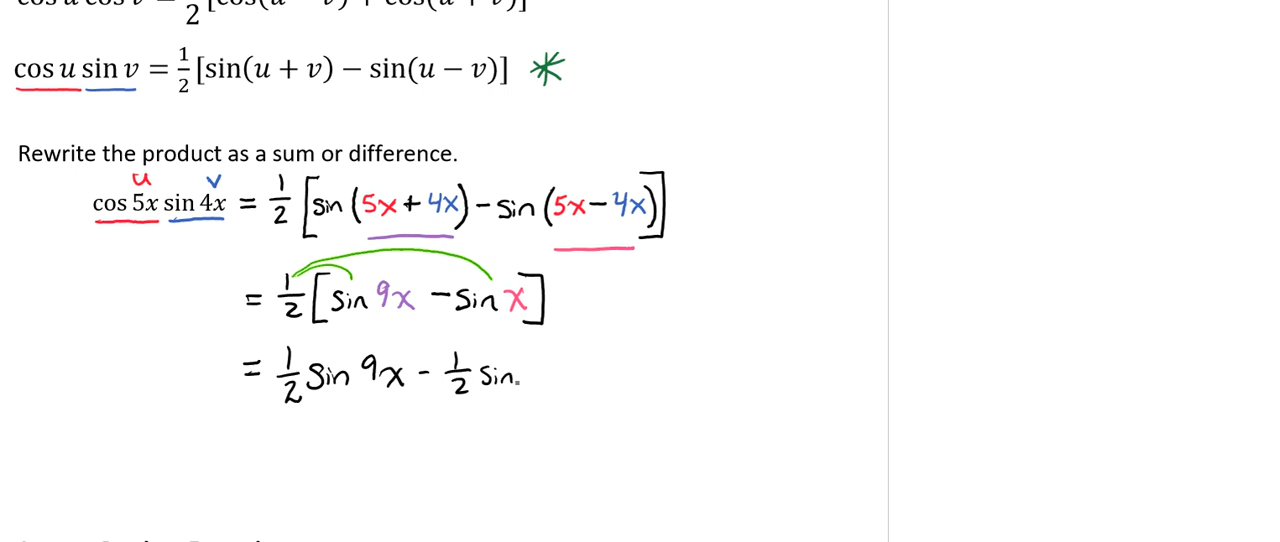 cos u sin v = 1/2 [sin(u + v) − sin(u − v)] *
Rewrite the product as a sum or difference.
u v
cos 5x sin 4x = 1/2 [sin (5x + 4x) − sin (5x − 4x)]
= 1/2 [sin 9x − sin x]
= 1/2 sin 9x − 1/2 sin